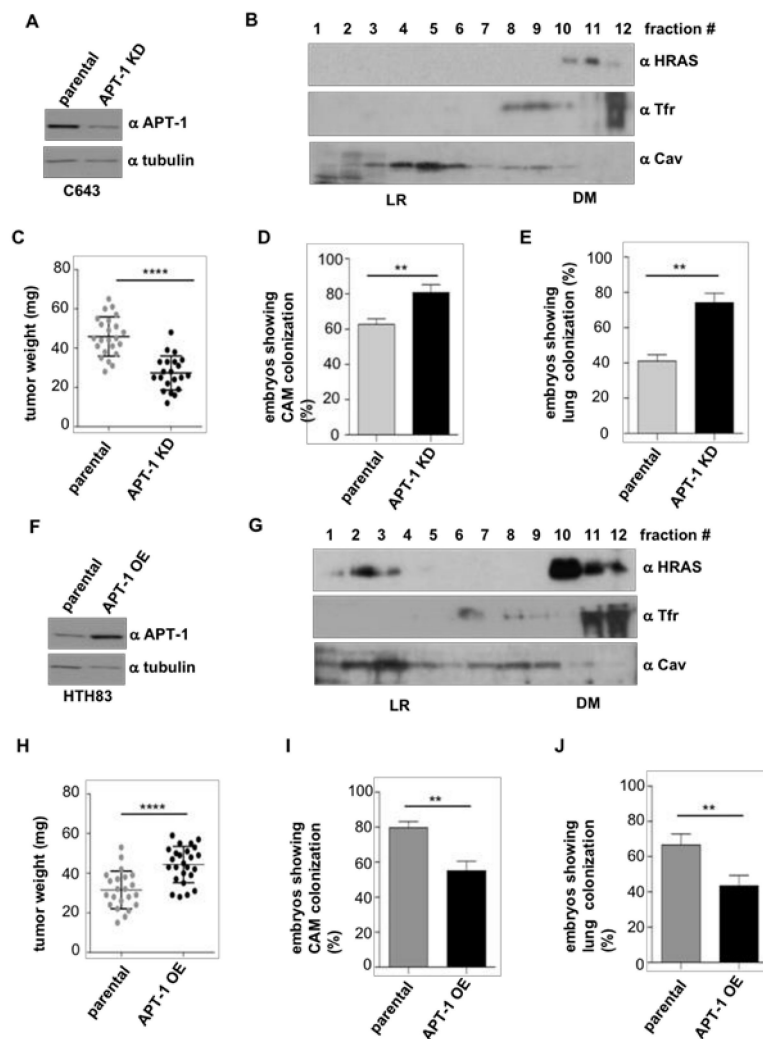 A
parental
APT-1 KD
α APT-1
α tubulin
C643
B
1 2 3 4 5 6 7 8 9 10 11 12 fraction #
α HRAS
α Tfr
α Cav
LR DM
C
80
60
40
20
0
tumor weight (mg)
****
parental
APT-1 KD
D
100
80
60
40
20
0
embryos showing
CAM colonization
(%)
**
parental
APT-1 KD
E
100
80
60
40
20
0
embryos showing
lung colonization (%)
**
parental
APT-1 KD
F
parental
APT-1 OE
α APT-1
α tubulin
HTH83
G
1 2 3 4 5 6 7 8 9 10 11 12 fraction #
α HRAS
α Tfr
α Cav
LR DM
H
80
60
40
20
0
tumor weight (mg)
****
parental
APT-1 OE
I
100
80
60
40
20
0
embryos showing
CAM colonization
(%)
**
parental
APT-1 OE
J
100
80
60
40
20
0
embryos showing
lung colonization
(%)
**
parental
APT-1 OE